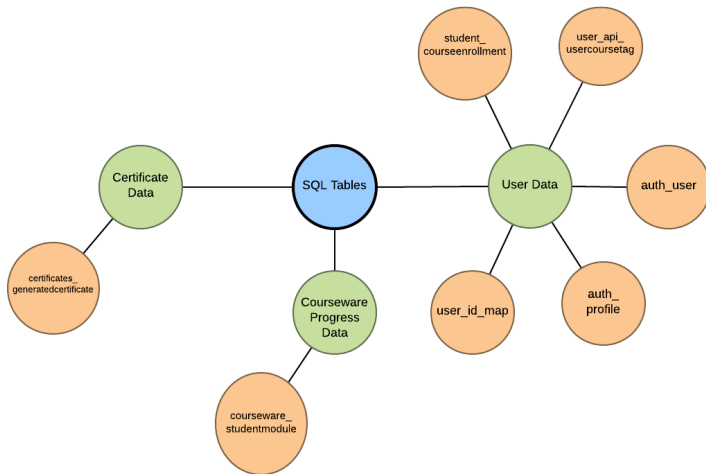 student_
courseenrollment
user_api_
usercoursetag
Certificate
Data
SQL Tables
User Data
auth_user
certificates_
generatedcertificate
Courseware
Progress
Data
user_id_map
auth_
profile
courseware_
studentmodule